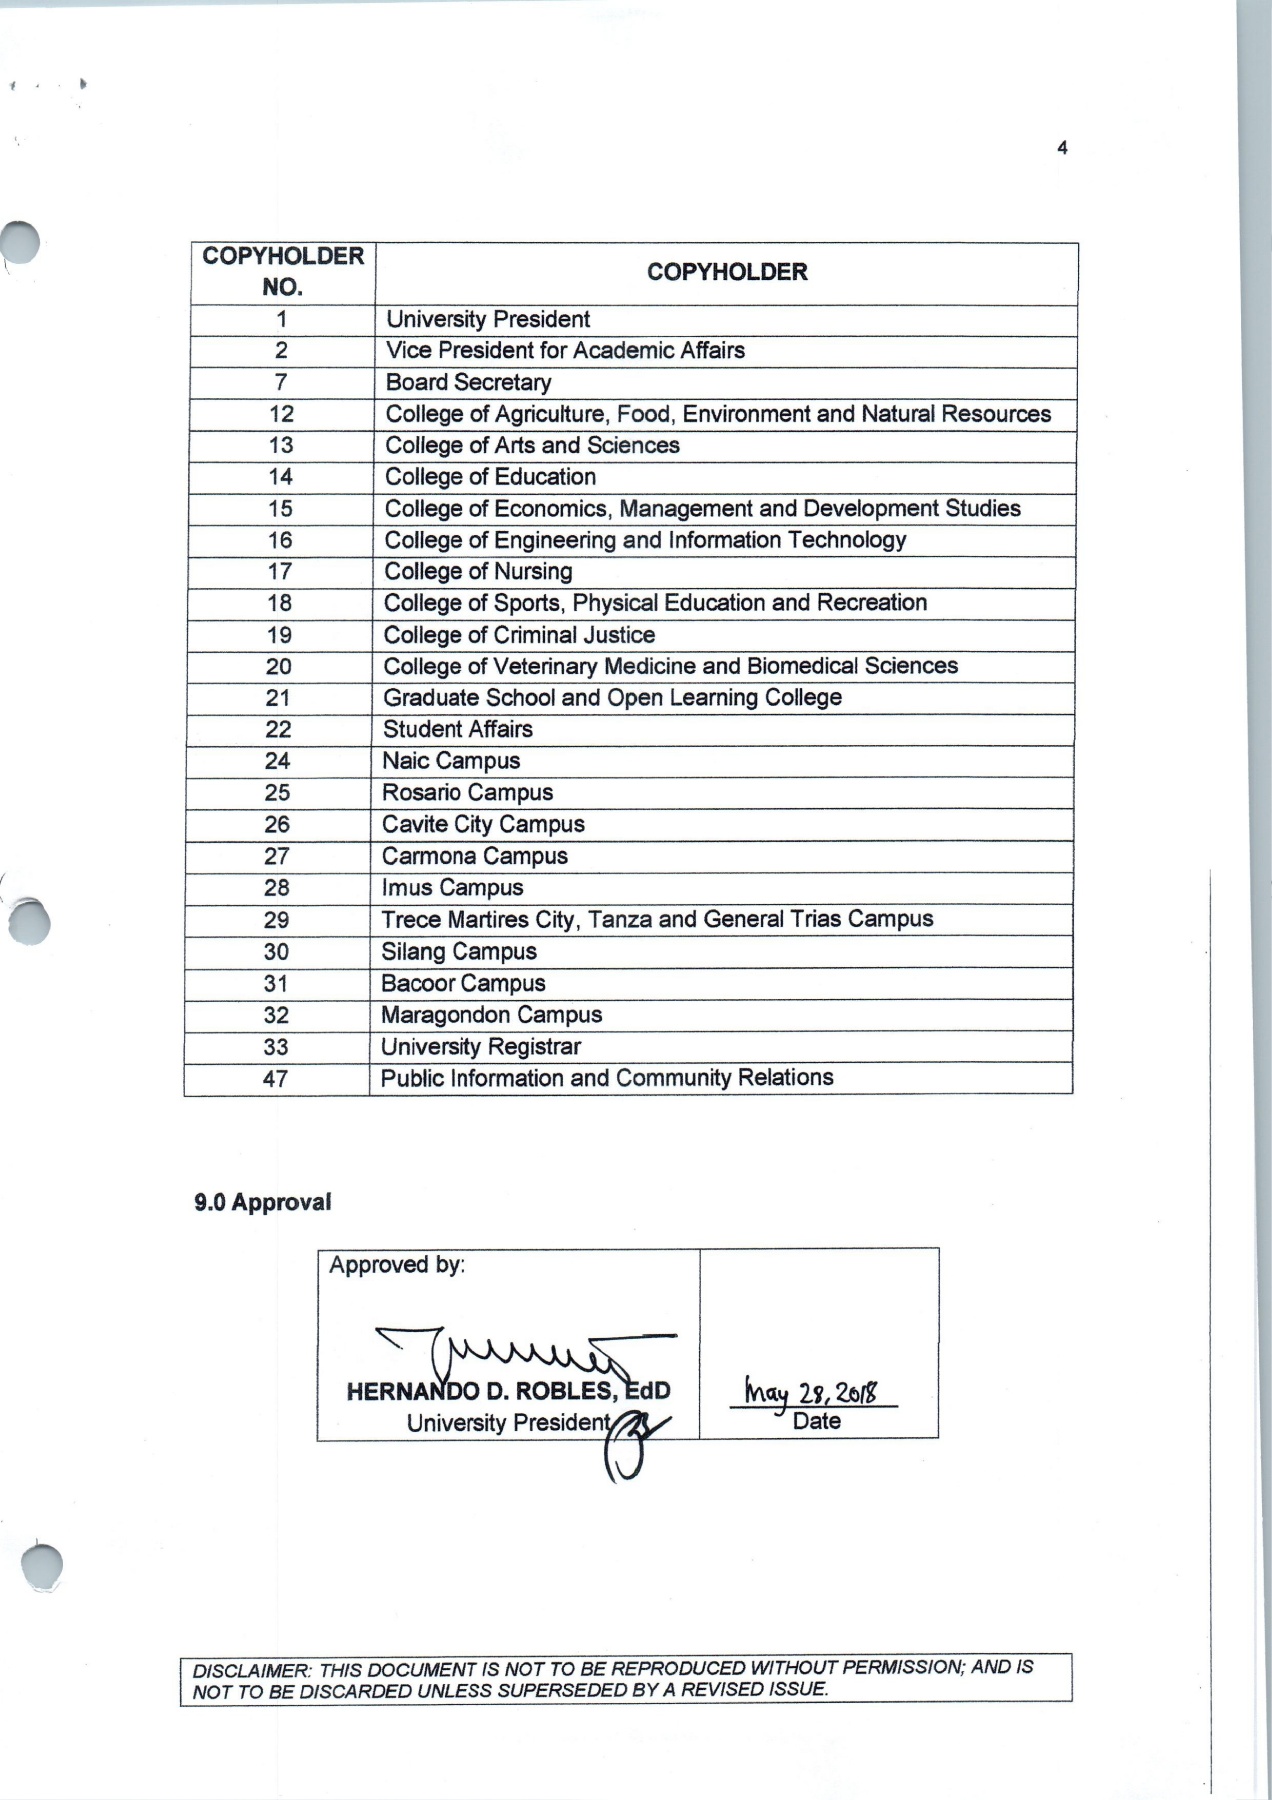 4
COPYHOLDER NO. COPYHOLDER
1 University President
2 Vice President for Academic Affairs
7 Board Secretary
12 College of Agriculture, Food, Environment and Natural Resources
13 College of Arts and Sciences
14 College of Education
15 College of Economics, Management and Development Studies
16 College of Engineering and Information Technology
17 College of Nursing
18 College of Sports, Physical Education and Recreation
19 College of Criminal Justice
20 College of Veterinary Medicine and Biomedical Sciences
21 Graduate School and Open Learning College
22 Student Affairs
24 Naic Campus
25 Rosario Campus
26 Cavite City Campus
27 Carmona Campus
28 Imus Campus
29 Trece Martires City, Tanza and General Trias Campus
30 Silang Campus
31 Bacoor Campus
32 Maragondon Campus
33 University Registrar
47 Public Information and Community Relations
9.0 Approval
Approved by:
HERNANDO D. ROBLES, EdD
University President
May 28, 2018
Date
DISCLAIMER: THIS DOCUMENT IS NOT TO BE REPRODUCED WITHOUT PERMISSION; AND IS
NOT TO BE DISCARDED UNLESS SUPERSEDED BY A REVISED ISSUE.